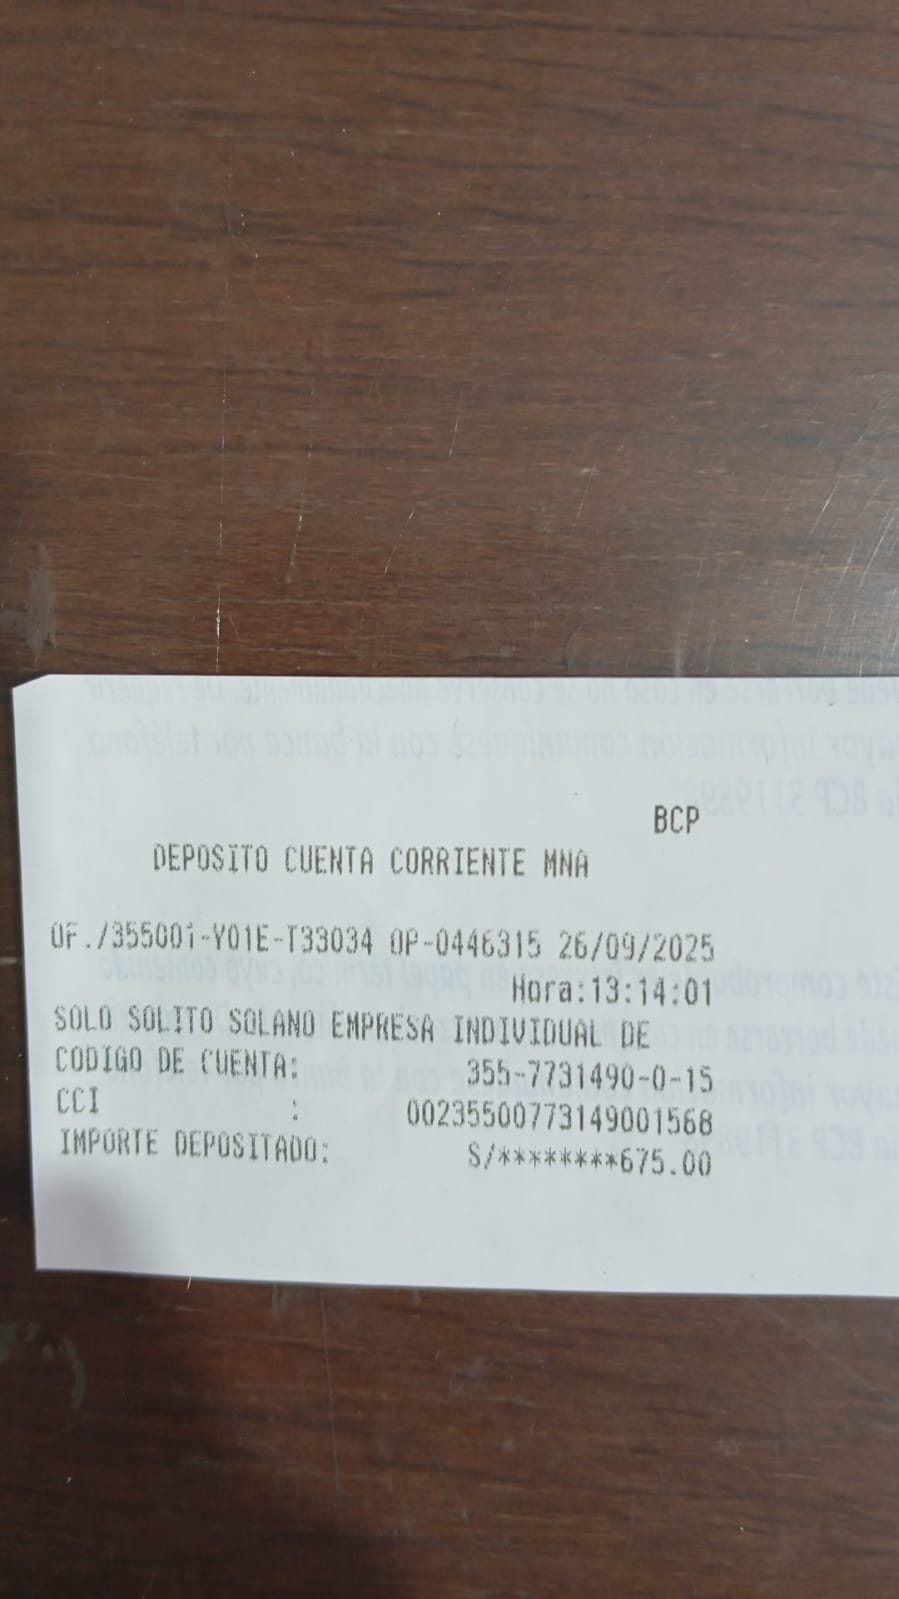 BCP
DEPOSITO CUENTA CORRIENTE MNA
OF./355001-Y01E-T33034 OP-0446315 26/09/2025
Hora:13:14:01
SOLO SOLITO SOLANO EMPRESA INDIVIDUAL DE
CODIGO DE CUENTA: 355-7731490-0-15
CCI : 00235500773149001568
IMPORTE DEPOSITADO: S/********675.00